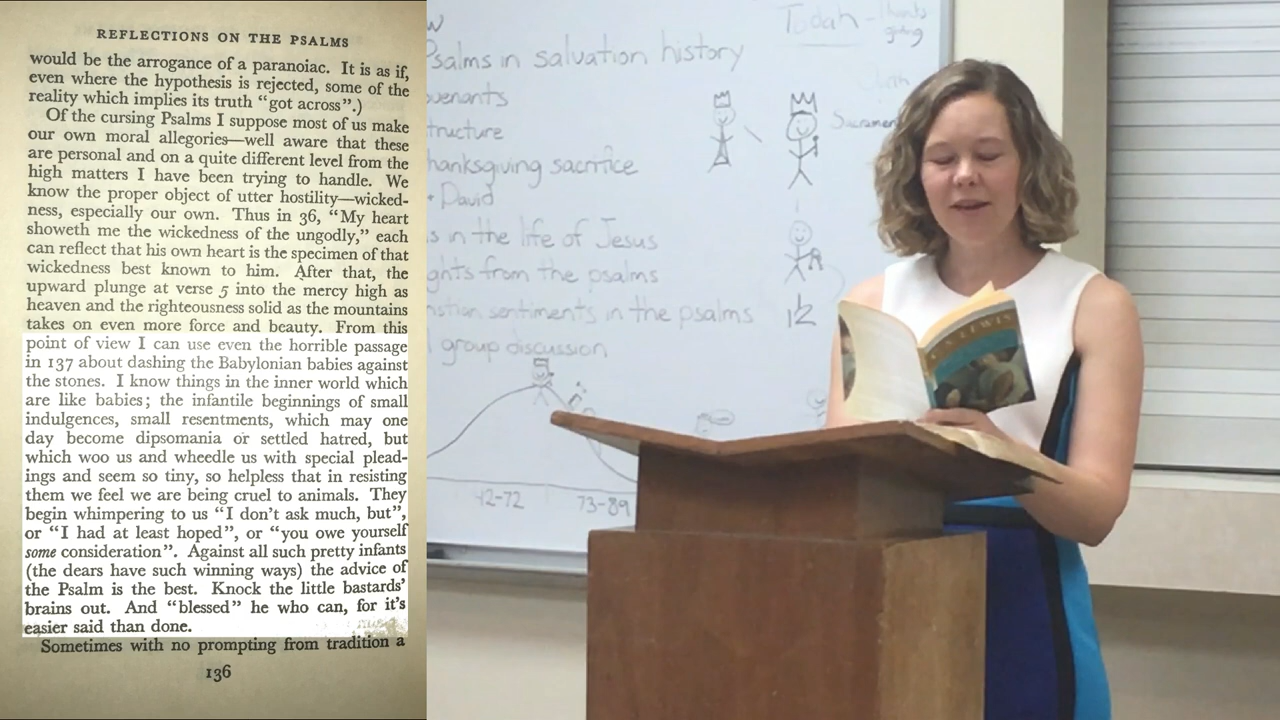 REFLECTIONS ON THE PSALMS
would be the arrogance of a paranoiac. It is as if,
even where the hypothesis is rejected, some of the
reality which implies its truth “got across”.)
Of the cursing Psalms I suppose most of us make
our own moral allegories—well aware that these
are personal and on a quite different level from the
high matters I have been trying to handle. We
know the proper object of utter hostility—wicked-
ness, especially our own. Thus in 36, “My heart
showeth me the wickedness of the ungodly,” each
can reflect that his own heart is the specimen of that
wickedness best known to him. After that, the
upward plunge at verse 5 into the mercy high as
heaven and the righteousness solid as the mountains
takes on even more force and beauty. From this
point of view I can use even the horrible passage
in 137 about dashing the Babylonian babies against
the stones. I know things in the inner world which
are like babies; the infantile beginnings of small
indulgences, small resentments, which may one
day become dipsomania or settled hatred, but
which woo us and wheedle us with special plead-
ings and seem so tiny, so helpless that in resisting
them we feel we are being cruel to animals. They
begin whimpering to us “I don’t ask much, but”,
or “I had at least hoped”, or “you owe yourself
some consideration”. Against all such pretty infants
(the dears have such winning ways) the advice of
the Psalm is the best. Knock the little bastards’
brains out. And “blessed” he who can, for it’s
easier said than done.
Sometimes with no prompting from tradition a
136
w
Psalms in salvation history
venants
tructure
hanksgiving sacrifice
+ David
s in the life of Jesus
ghts from the psalms
istian sentiments in the psalms
group discussion
42-72
73-89
Todah - thanks
giving
Sacramen
12
C.S. LEWIS